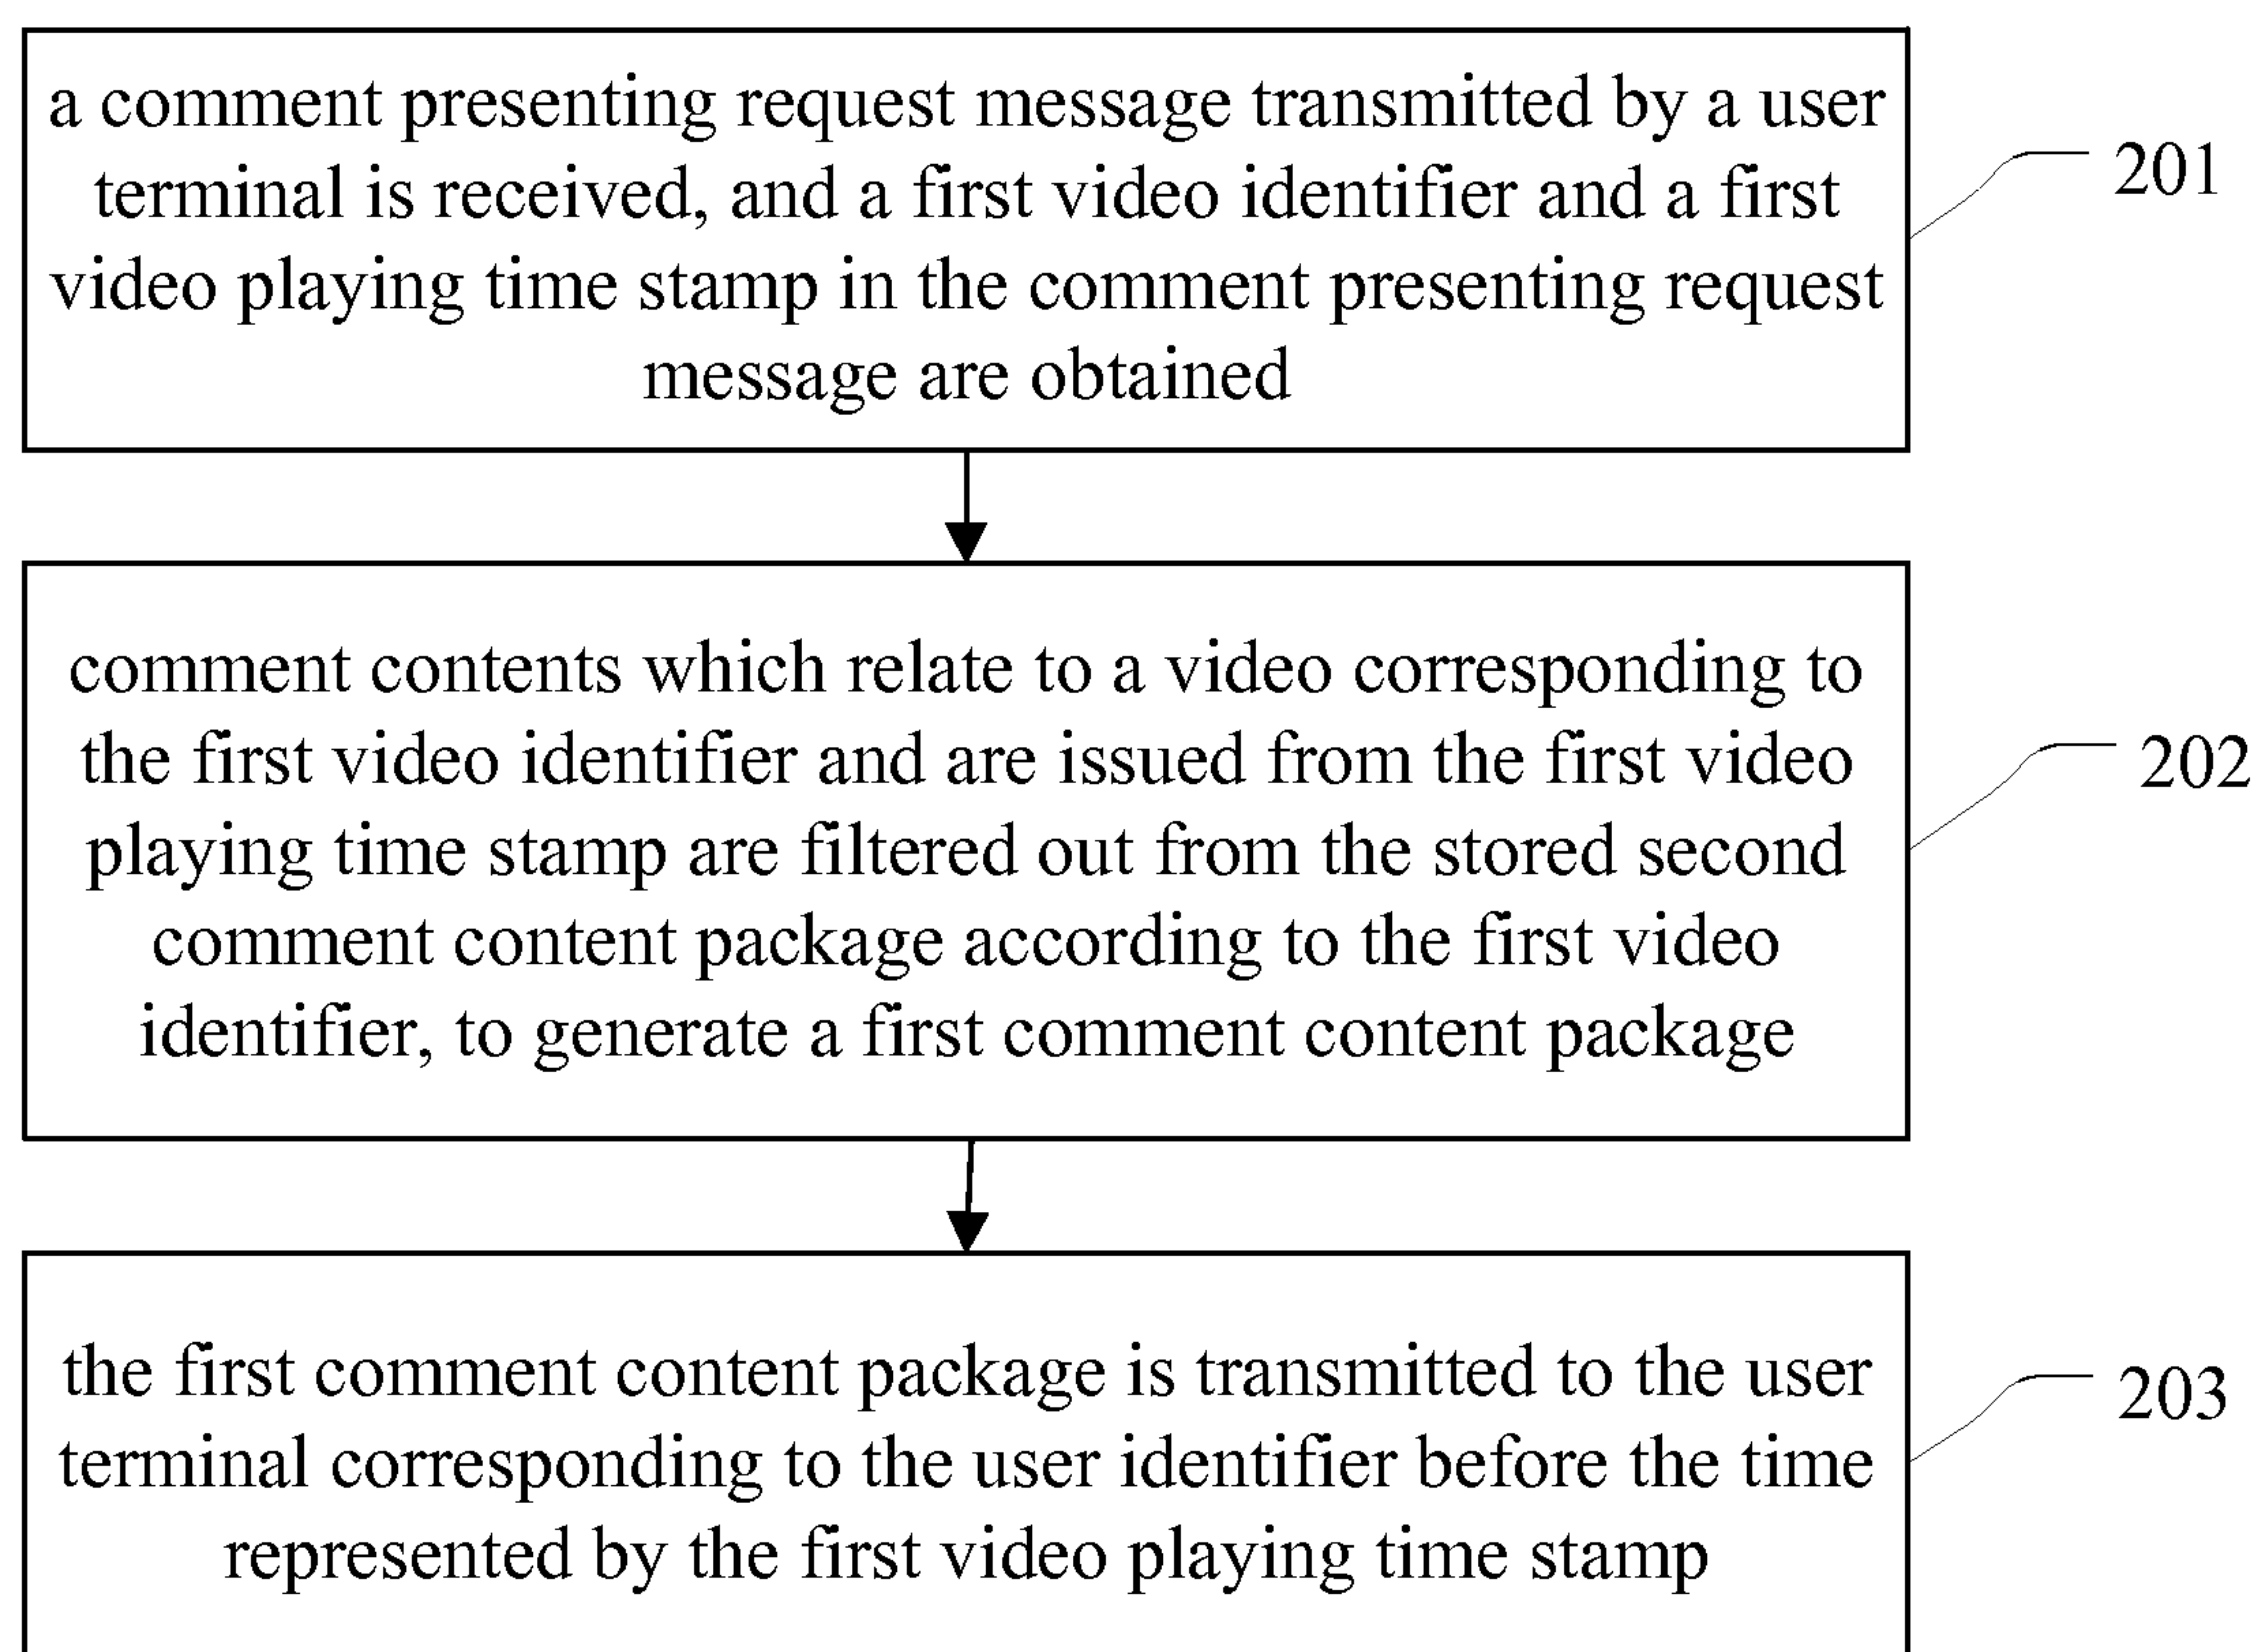 a comment presenting request message transmitted by a user
terminal is received, and a first video identifier and a first
video playing time stamp in the comment presenting request
message are obtained
201
comment contents which relate to a video corresponding to
the first video identifier and are issued from the first video
playing time stamp are filtered out from the stored second
comment content package according to the first video
identifier, to generate a first comment content package
202
the first comment content package is transmitted to the user
terminal corresponding to the user identifier before the time
represented by the first video playing time stamp
203